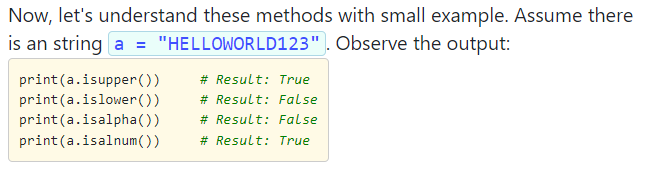 Now, let's understand these methods with small example. Assume there
is an string a = "HELLOWORLD123". Observe the output:
print(a.isupper())     # Result: True
print(a.islower())     # Result: False
print(a.isalpha())     # Result: False
print(a.isalnum())     # Result: True